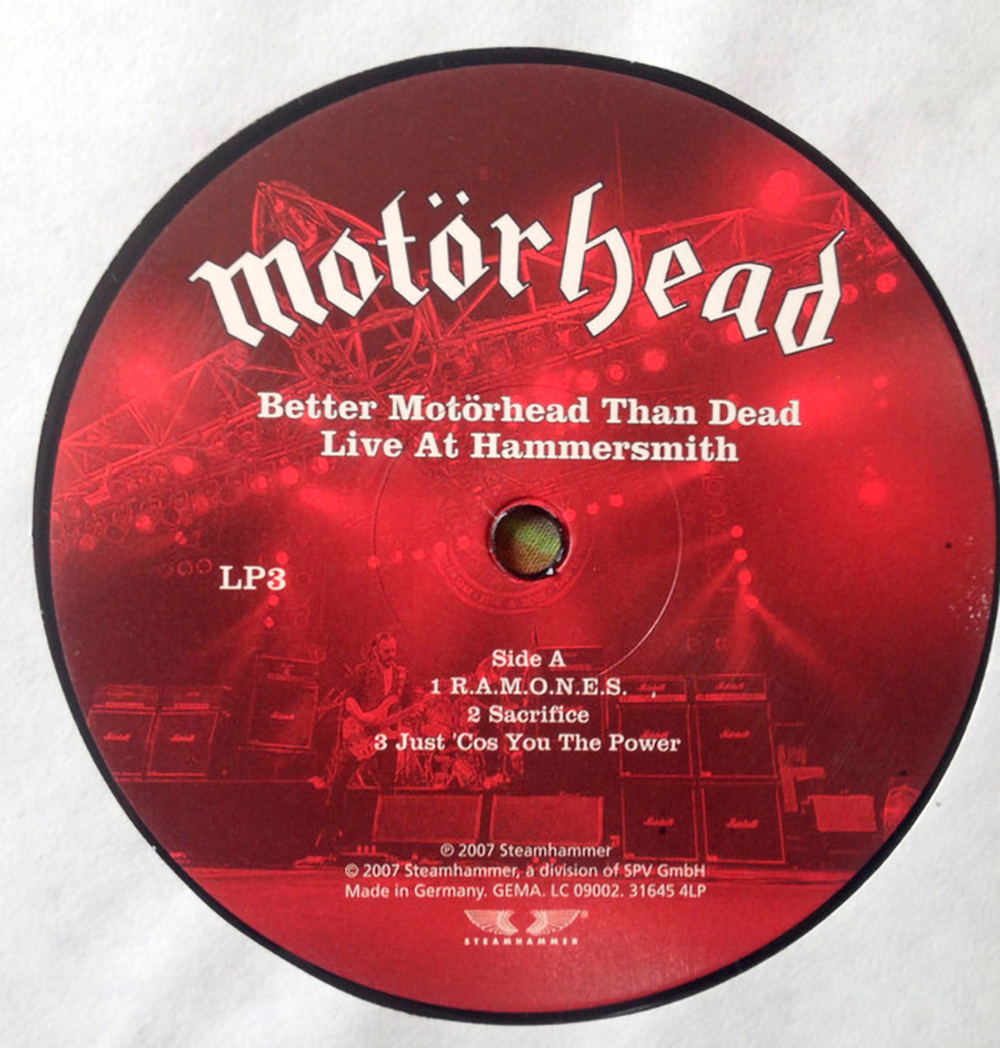 motörhead
Better Motörhead Than Dead
Live At Hammersmith
LP3
Side A
1 R.A.M.O.N.E.S.
2 Sacrifice
3 Just 'Cos You The Power
℗ 2007 Steamhammer
© 2007 Steamhammer, a division of SPV GmbH
Made in Germany. GEMA. LC 09002. 31645 4LP
STEAMHAMMER